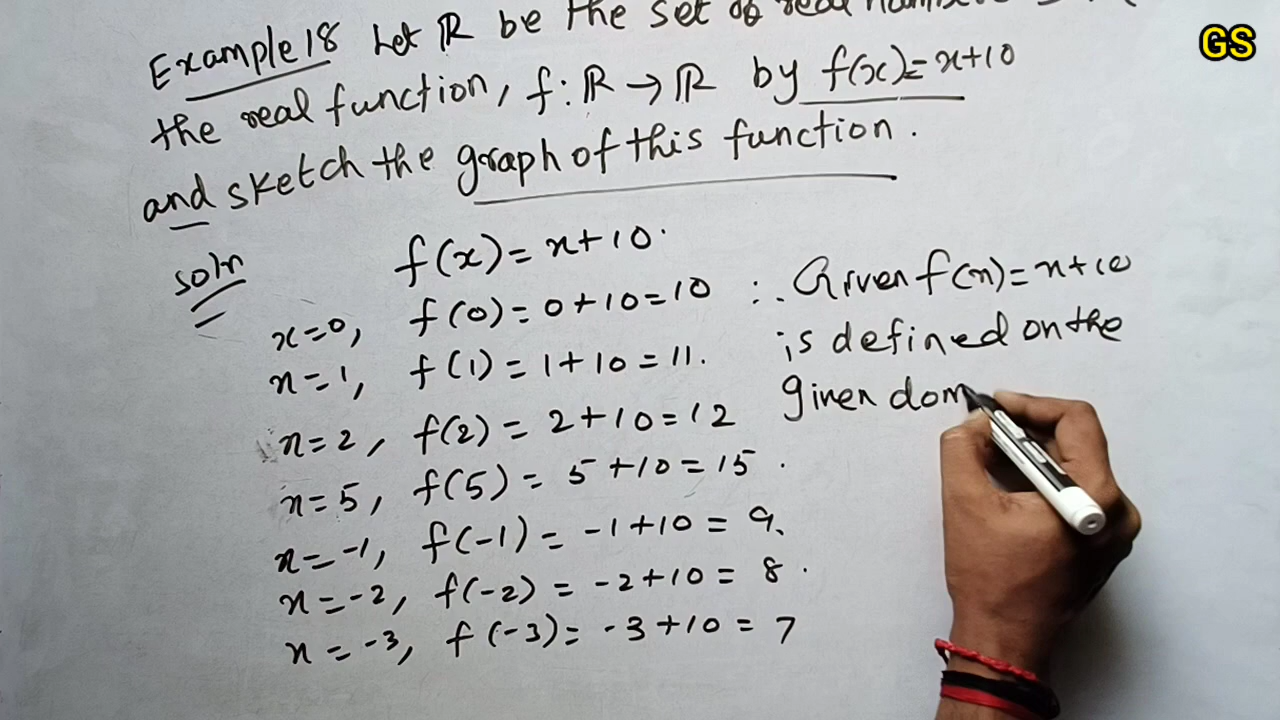 GS
Example 18 Let R be the set of real
the real function, f : R → R by f(x) = x+10
and sketch the graph of this function.
soln
f(x) = x+10.
x=0, f(0) = 0+10 = 10
x=1, f(1) = 1+10 = 11.
x=2, f(2) = 2+10 = 12
x=5, f(5) = 5+10 = 15.
x=-1, f(-1) = -1+10 = 9.
x=-2, f(-2) = -2+10 = 8.
x=-3, f(-3) = -3+10 = 7
∴ Given f(x) = x+10
is defined on the
given dom